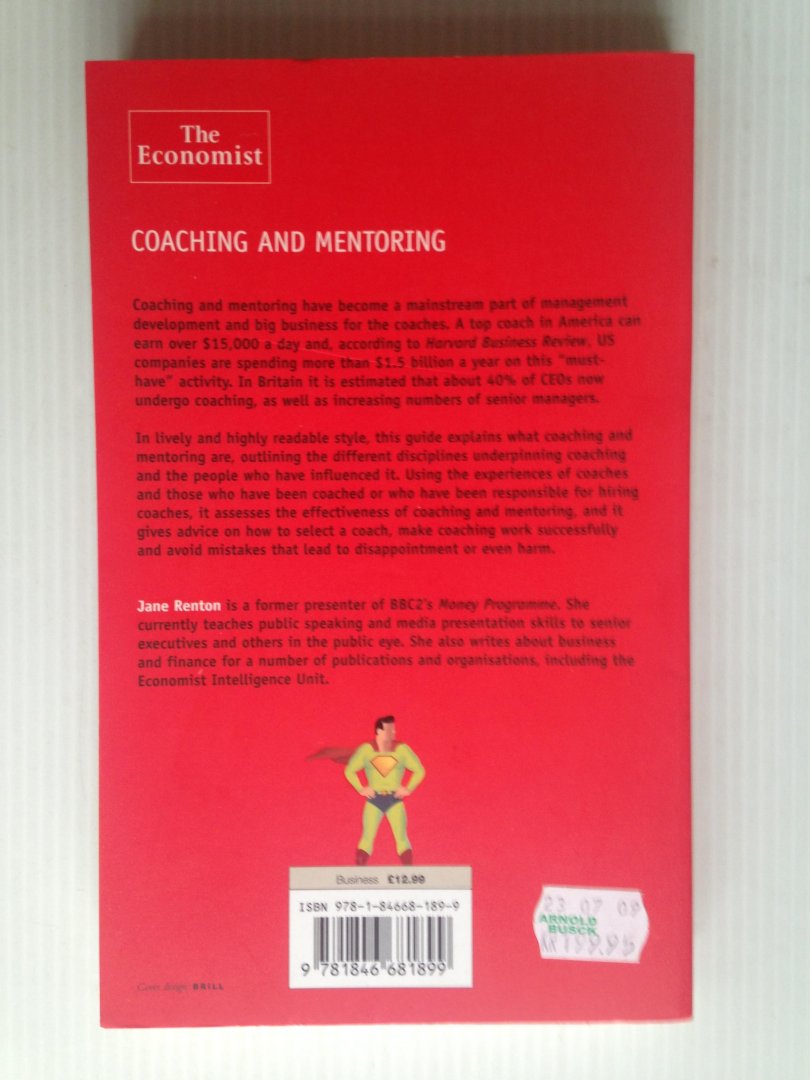 The
Economist
COACHING AND MENTORING
Coaching and mentoring have become a mainstream part of management
development and big business for the coaches. A top coach in America can
earn over $15,000 a day and, according to Harvard Business Review, US
companies are spending more than $1.5 billion a year on this "must-
have" activity. In Britain it is estimated that about 40% of CEOs now
undergo coaching, as well as increasing numbers of senior managers.
In lively and highly readable style, this guide explains what coaching and
mentoring are, outlining the different disciplines underpinning coaching
and the people who have influenced it. Using the experiences of coaches
and those who have been coached or who have been responsible for hiring
coaches, it assesses the effectiveness of coaching and mentoring, and it
gives advice on how to select a coach, make coaching work successfully
and avoid mistakes that lead to disappointment or even harm.
Jane Renton is a former presenter of BBC2's Money Programme. She
currently teaches public speaking and media presentation skills to senior
executives and others in the public eye. She also writes about business
and finance for a number of publications and organisations, including the
Economist Intelligence Unit.
Business £12.99
ISBN 978-1-84668-189-9
9 781846 681899
23 07 09
ARNOLD
BUSCK
199.95
Cover design: BRILL